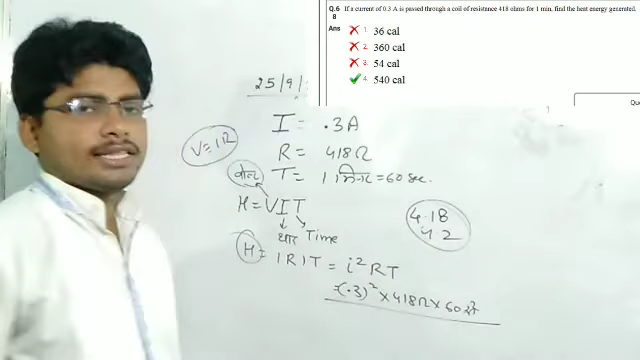 Q.6 If a current of 0.3 A is passed through a coil of resistance 418 ohms for 1 min, find the heat energy generated.
8
Ans
1. 36 cal
2. 360 cal
3. 54 cal
4. 540 cal
Qu
25/9/
I = .3A
V = IR
R = 418Ω
T = 1 मिनट = 60 sec.
H = VIT
4.18
4.2
धारा Time
H = IRIT = i²RT
= (.3)² × 418Ω × 60 से